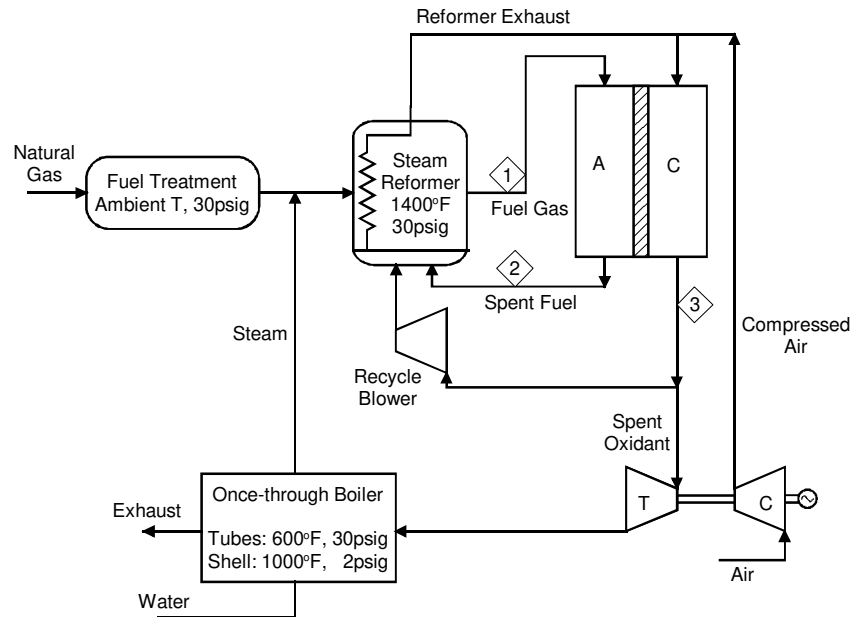 Reformer Exhaust
Natural
Gas
Fuel Treatment
Ambient T, 30psig
Steam
Reformer
1400°F
30psig
1
Fuel Gas
A
C
2
Spent Fuel
3
Steam
Recycle
Blower
Compressed
Air
Spent
Oxidant
T
C
Once-through Boiler
Tubes: 600°F, 30psig
Shell: 1000°F, 2psig
Exhaust
Air
Water